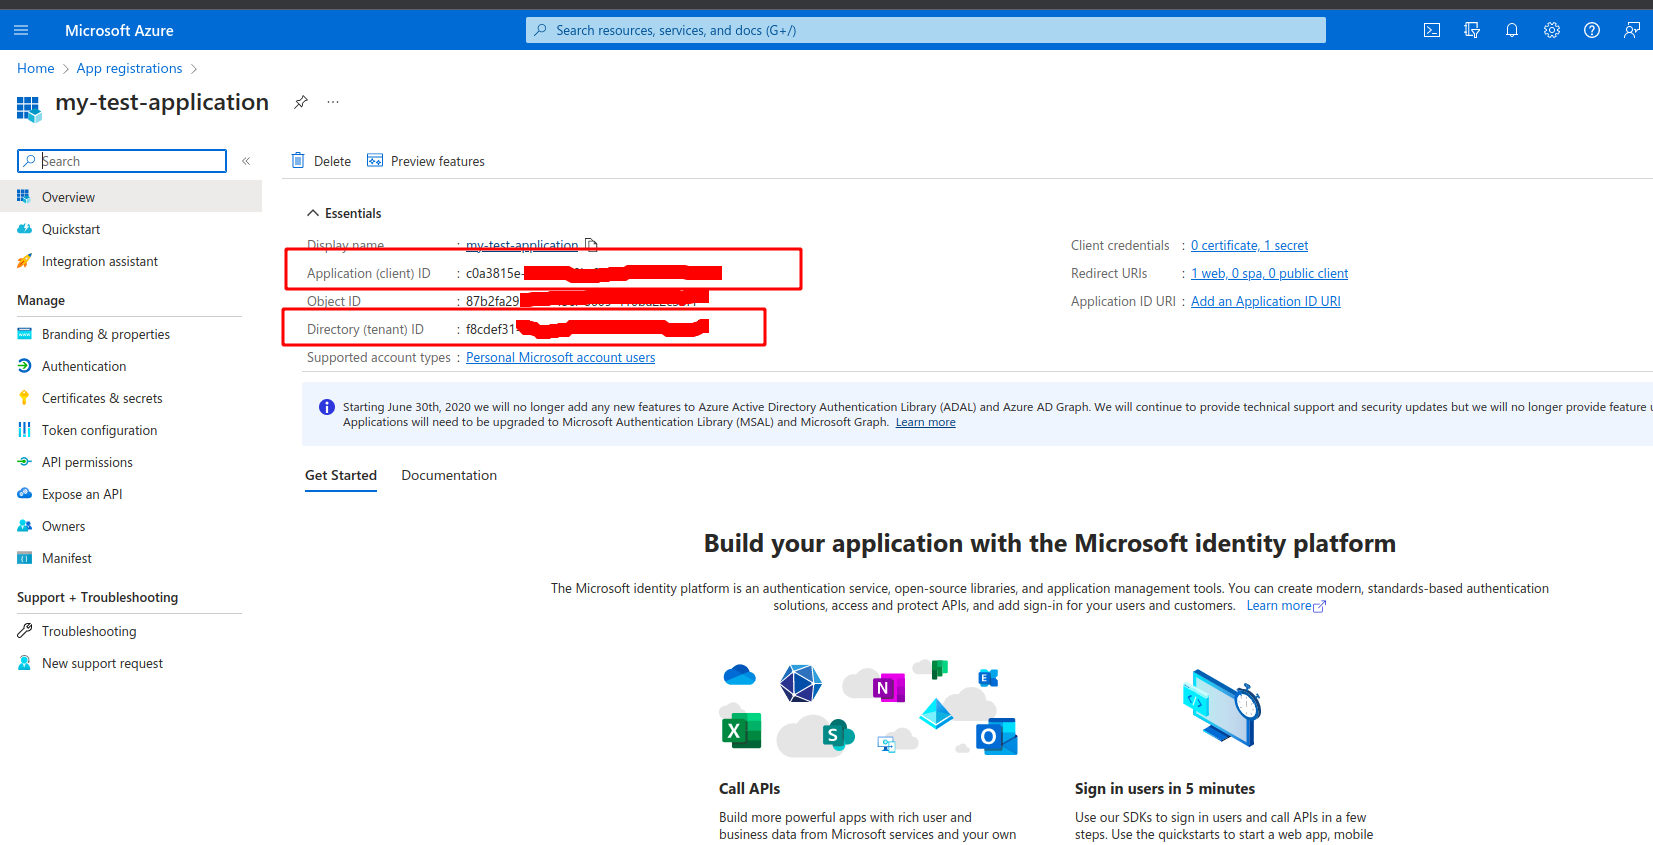 Microsoft Azure
Search resources, services, and docs (G+/)
Home > App registrations >
my-test-application
Search
«
Delete Preview features
Overview
Quickstart
Integration assistant
Manage
Branding & properties
Authentication
Certificates & secrets
Token configuration
API permissions
Expose an API
Owners
Manifest
Support + Troubleshooting
Troubleshooting
New support request
Essentials
Display name : my-test-application
Application (client) ID : c0a3815e-
Object ID : 87b2fa29
Directory (tenant) ID : f8cdef31
Supported account types : Personal Microsoft account users
Client credentials : 0 certificate, 1 secret
Redirect URIs : 1 web, 0 spa, 0 public client
Application ID URI : Add an Application ID URI
Starting June 30th, 2020 we will no longer add any new features to Azure Active Directory Authentication Library (ADAL) and Azure AD Graph. We will continue to provide technical support and security updates but we will no longer provide feature
Applications will need to be upgraded to Microsoft Authentication Library (MSAL) and Microsoft Graph. Learn more
Get Started Documentation
Build your application with the Microsoft identity platform
The Microsoft identity platform is an authentication service, open-source libraries, and application management tools. You can create modern, standards-based authentication
solutions, access and protect APIs, and add sign-in for your users and customers. Learn more
N
E
X
S
O
Call APIs
Build more powerful apps with rich user and
business data from Microsoft services and your own
Sign in users in 5 minutes
Use our SDKs to sign in users and call APIs in a few
steps. Use the quickstarts to start a web app, mobile